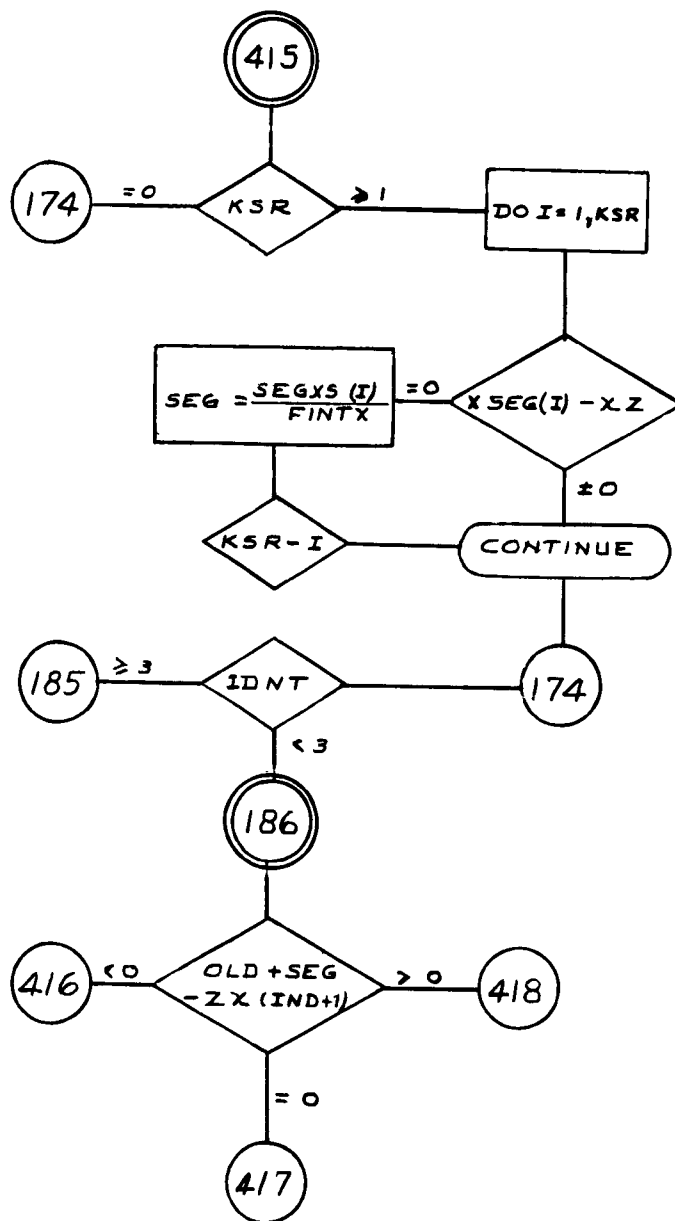 415
174
= 0
KSR
≥ 1
DO I = 1, KSR
SEG = SEGXS (I)
FINTX
= 0
X SEG(I) - XZ
± 0
KSR - I
CONTINUE
185
≥ 3
IDNT
174
< 3
186
416
< 0
OLD + SEG
- ZX (IND+1)
> 0
418
= 0
417